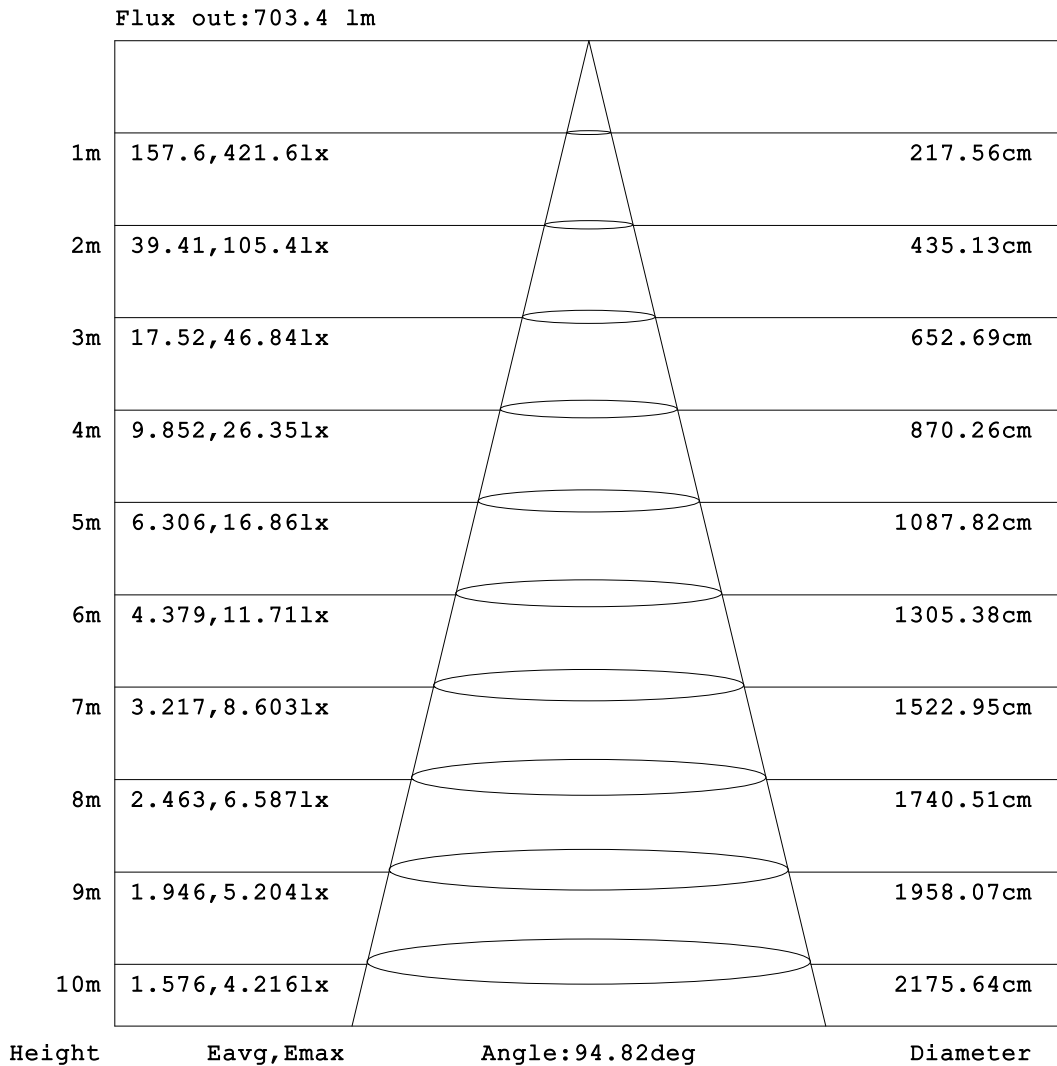 Flux out:703.4 lm
1m 157.6,421.6lx 217.56cm
2m 39.41,105.4lx 435.13cm
3m 17.52,46.84lx 652.69cm
4m 9.852,26.35lx 870.26cm
5m 6.306,16.86lx 1087.82cm
6m 4.379,11.71lx 1305.38cm
7m 3.217,8.603lx 1522.95cm
8m 2.463,6.587lx 1740.51cm
9m 1.946,5.204lx 1958.07cm
10m 1.576,4.216lx 2175.64cm
Height Eavg,Emax Angle:94.82deg Diameter